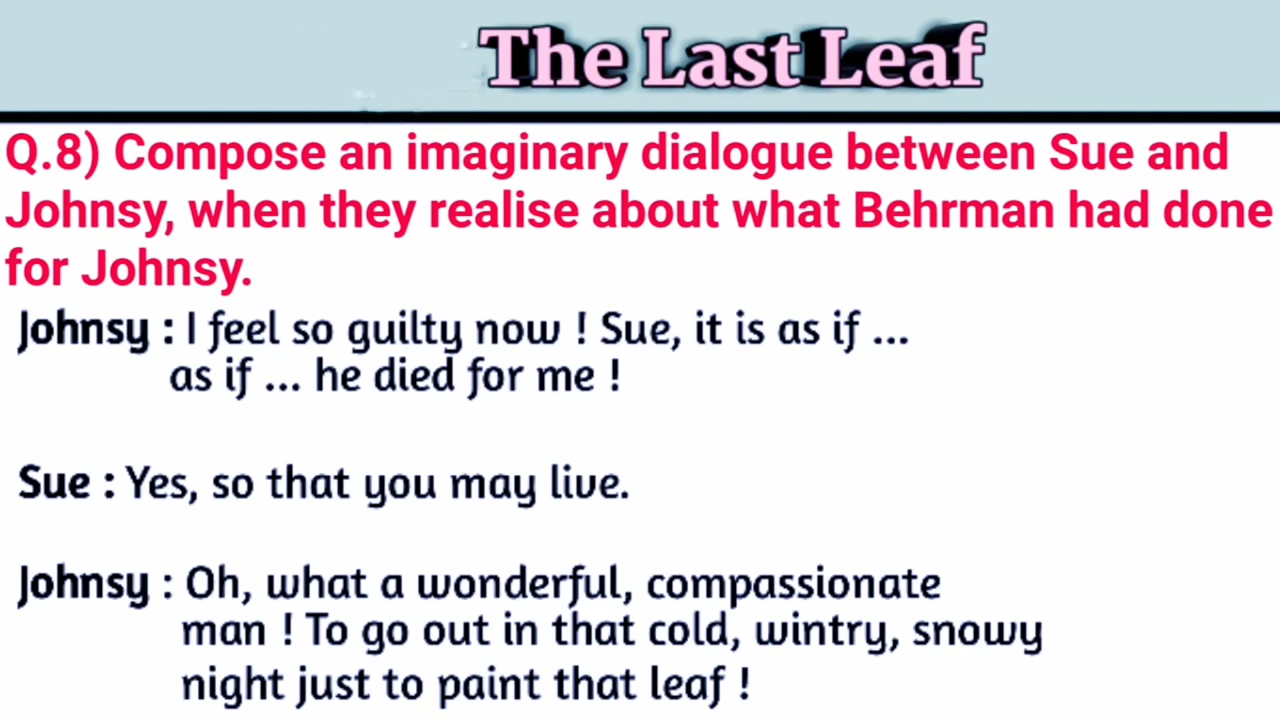 The Last Leaf
Q.8) Compose an imaginary dialogue between Sue and
Johnsy, when they realise about what Behrman had done
for Johnsy.
Johnsy : I feel so guilty now ! Sue, it is as if ...
as if ... he died for me !
Sue : Yes, so that you may live.
Johnsy : Oh, what a wonderful, compassionate
man ! To go out in that cold, wintry, snowy
night just to paint that leaf !